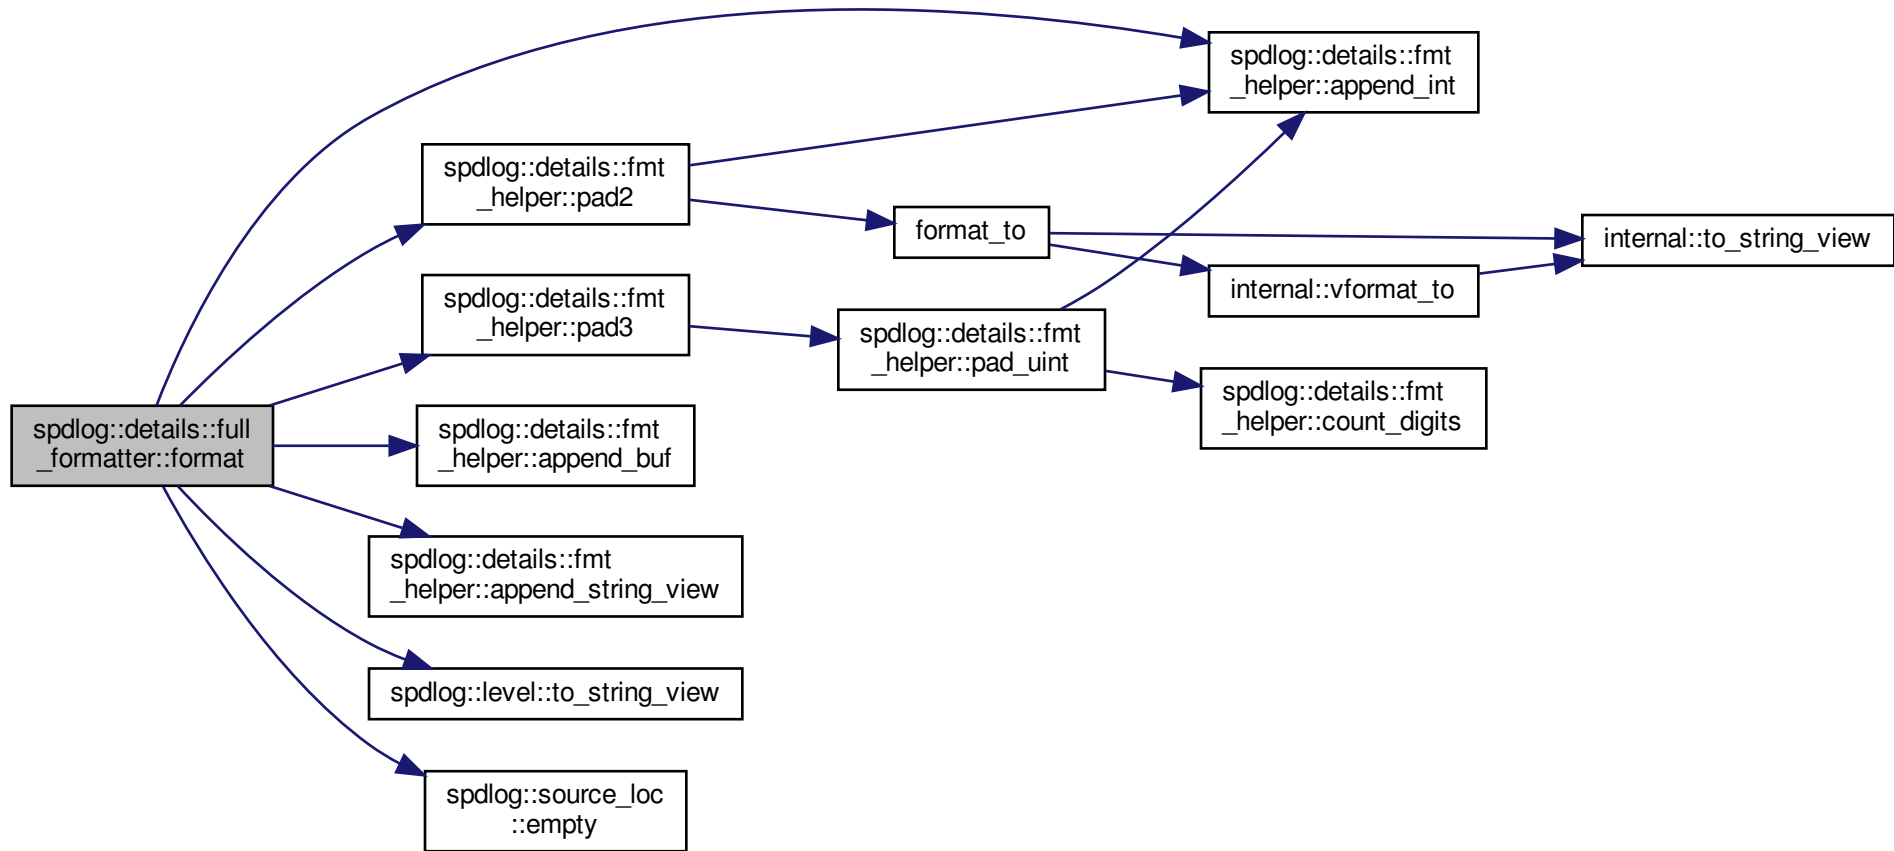 spdlog::details::full
_formatter::format
spdlog::details::fmt
_helper::append_int
spdlog::details::fmt
_helper::pad2
format_to
internal::to_string_view
internal::vformat_to
spdlog::details::fmt
_helper::pad3
spdlog::details::fmt
_helper::pad_uint
spdlog::details::fmt
_helper::count_digits
spdlog::details::fmt
_helper::append_buf
spdlog::details::fmt
_helper::append_string_view
spdlog::level::to_string_view
spdlog::source_loc
::empty